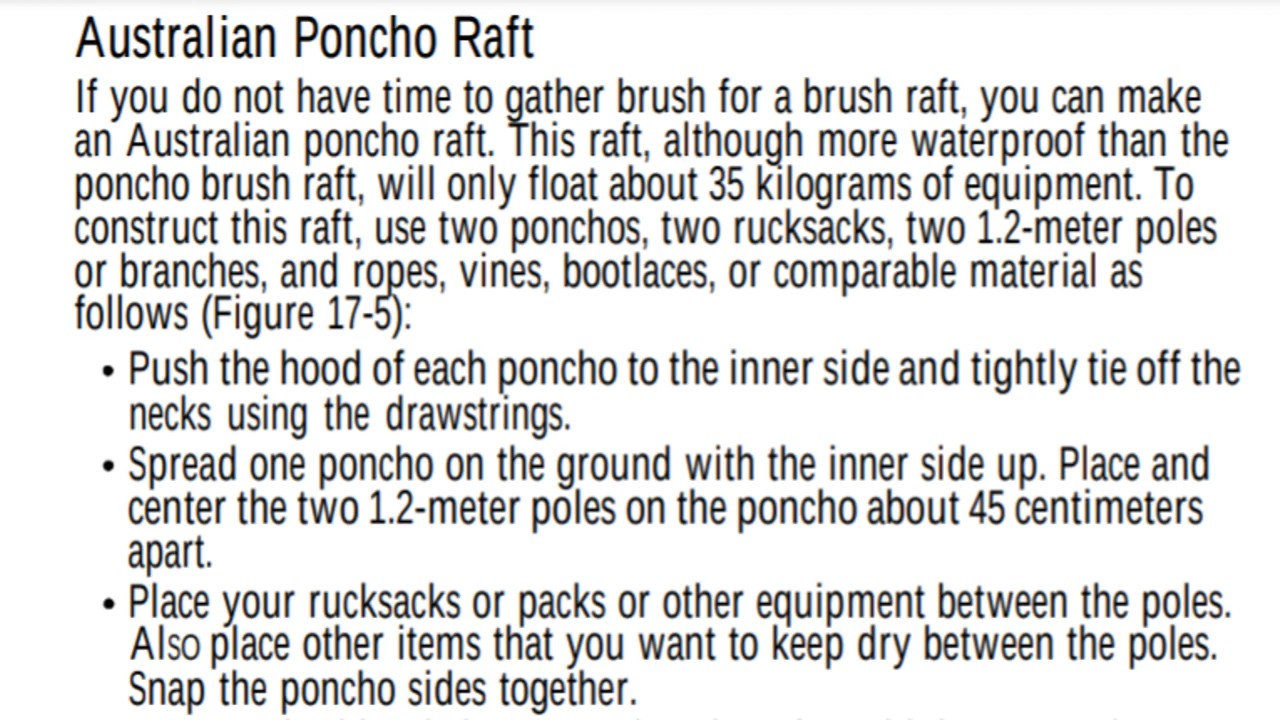 Australian Poncho Raft
If you do not have time to gather brush for a brush raft, you can make
an Australian poncho raft. This raft, although more waterproof than the
poncho brush raft, will only float about 35 kilograms of equipment. To
construct this raft, use two ponchos, two rucksacks, two 1.2-meter poles
or branches, and ropes, vines, bootlaces, or comparable material as
follows (Figure 17-5):
• Push the hood of each poncho to the inner side and tightly tie off the
necks using the drawstrings.
• Spread one poncho on the ground with the inner side up. Place and
center the two 1.2-meter poles on the poncho about 45 centimeters
apart.
• Place your rucksacks or packs or other equipment between the poles.
Also place other items that you want to keep dry between the poles.
Snap the poncho sides together.